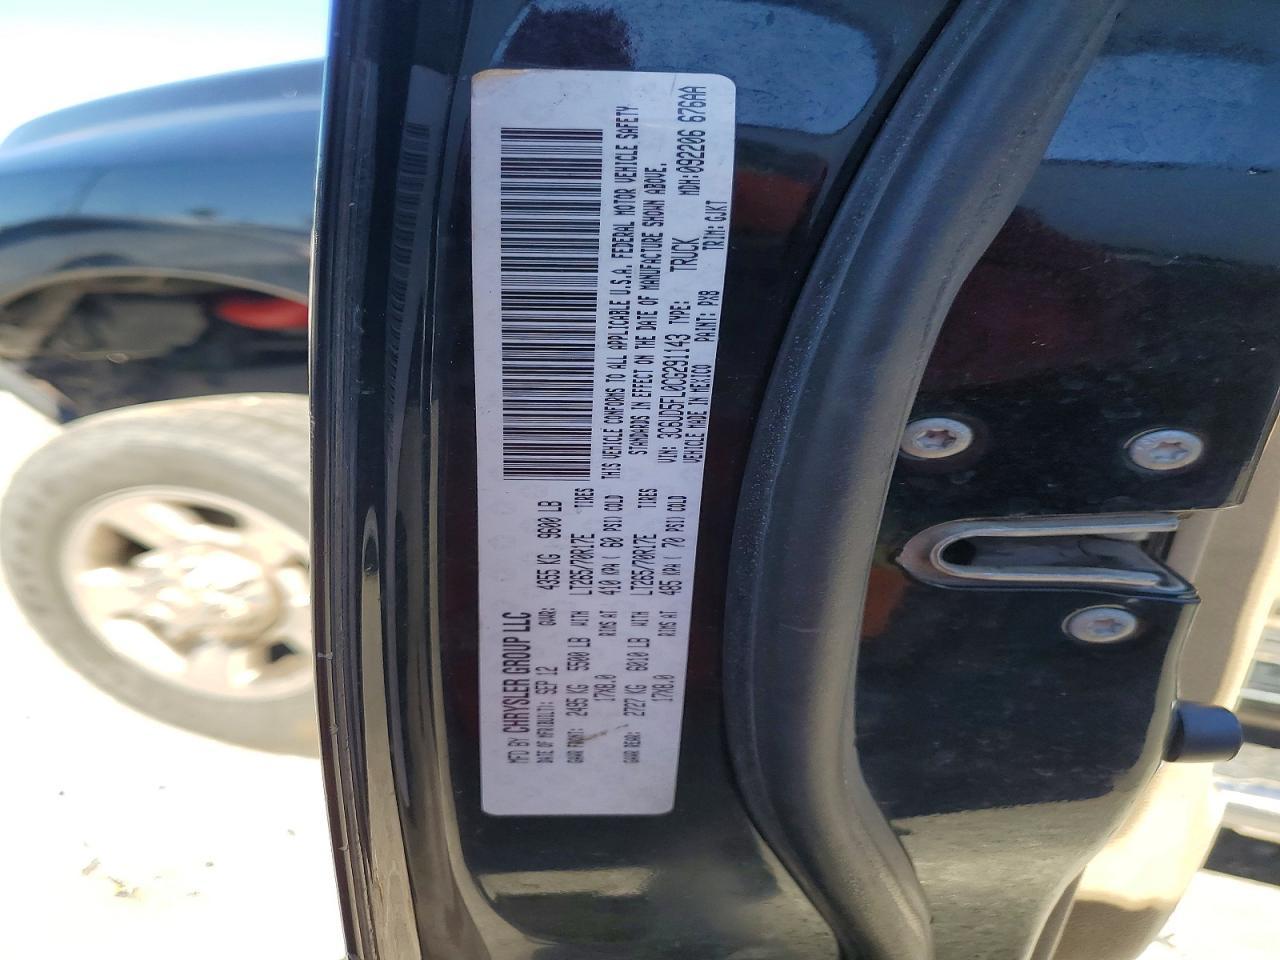 MFD BY CHRYSLER GROUP LLC
DATE OF MFR(BUILT): SEP 12 GVWR: 4355 KG 9600 LB
GAWR FRONT: 2495 KG 5500 LB WITH LT265/70R17E TIRES
17X8.0 RIMS AT 410 KPA( 60 PSI) COLD
GAWR REAR: 2727 KG 6010 LB WITH LT265/70R17E TIRES
17X8.0 RIMS AT 485 KPA( 70 PSI) COLD
THIS VEHICLE CONFORMS TO ALL APPLICABLE U.S.A. FEDERAL MOTOR VEHICLE SAFETY
STANDARDS IN EFFECT ON THE DATE OF MANUFACTURE SHOWN ABOVE.
VIN: 3C6UD5FL0CG291143 TYPE: TRUCK MDH:092206 676AA
VEHICLE MADE IN MEXICO PAINT: PX8 TRIM:GJKT